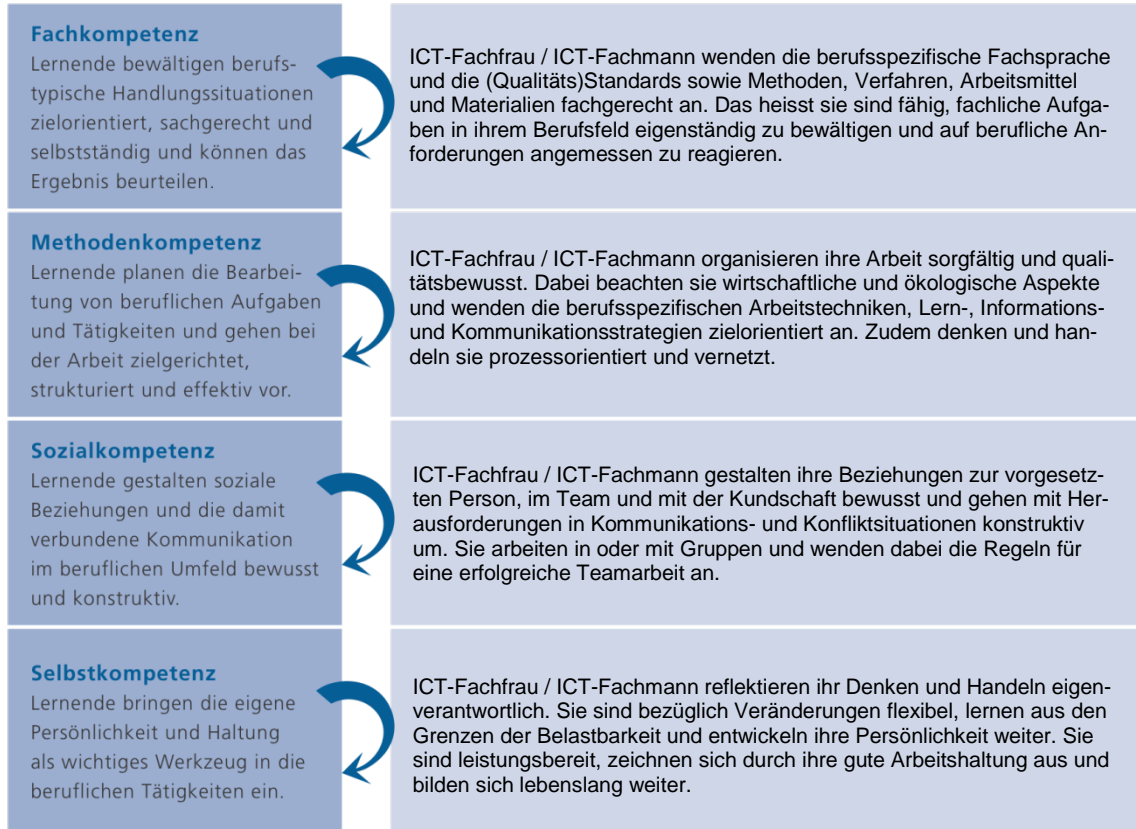 Fachkompetenz
Lernende bewältigen berufs-
typische Handlungssituationen
zielorientiert, sachgerecht und
selbstständig und können das
Ergebnis beurteilen.
ICT-Fachfrau / ICT-Fachmann wenden die berufsspezifische Fachsprache
und die (Qualitäts)Standards sowie Methoden, Verfahren, Arbeitsmittel
und Materialien fachgerecht an. Das heisst sie sind fähig, fachliche Aufga-
ben in ihrem Berufsfeld eigenständig zu bewältigen und auf berufliche An-
forderungen angemessen zu reagieren.
Methodenkompetenz
Lernende planen die Bearbei-
tung von beruflichen Aufgaben
und Tätigkeiten und gehen bei
der Arbeit zielgerichtet,
strukturiert und effektiv vor.
ICT-Fachfrau / ICT-Fachmann organisieren ihre Arbeit sorgfältig und quali-
tätsbewusst. Dabei beachten sie wirtschaftliche und ökologische Aspekte
und wenden die berufsspezifischen Arbeitstechniken, Lern-, Informations-
und Kommunikationsstrategien zielorientiert an. Zudem denken und han-
deln sie prozessorientiert und vernetzt.
Sozialkompetenz
Lernende gestalten soziale
Beziehungen und die damit
verbundene Kommunikation
im beruflichen Umfeld bewusst
und konstruktiv.
ICT-Fachfrau / ICT-Fachmann gestalten ihre Beziehungen zur vorgesetz-
ten Person, im Team und mit der Kundschaft bewusst und gehen mit Her-
ausforderungen in Kommunikations- und Konfliktsituationen konstruktiv
um. Sie arbeiten in oder mit Gruppen und wenden dabei die Regeln für
eine erfolgreiche Teamarbeit an.
Selbstkompetenz
Lernende bringen die eigene
Persönlichkeit und Haltung
als wichtiges Werkzeug in die
beruflichen Tätigkeiten ein.
ICT-Fachfrau / ICT-Fachmann reflektieren ihr Denken und Handeln eigen-
verantwortlich. Sie sind bezüglich Veränderungen flexibel, lernen aus den
Grenzen der Belastbarkeit und entwickeln ihre Persönlichkeit weiter. Sie
sind leistungsbereit, zeichnen sich durch ihre gute Arbeitshaltung aus und
bilden sich lebenslang weiter.